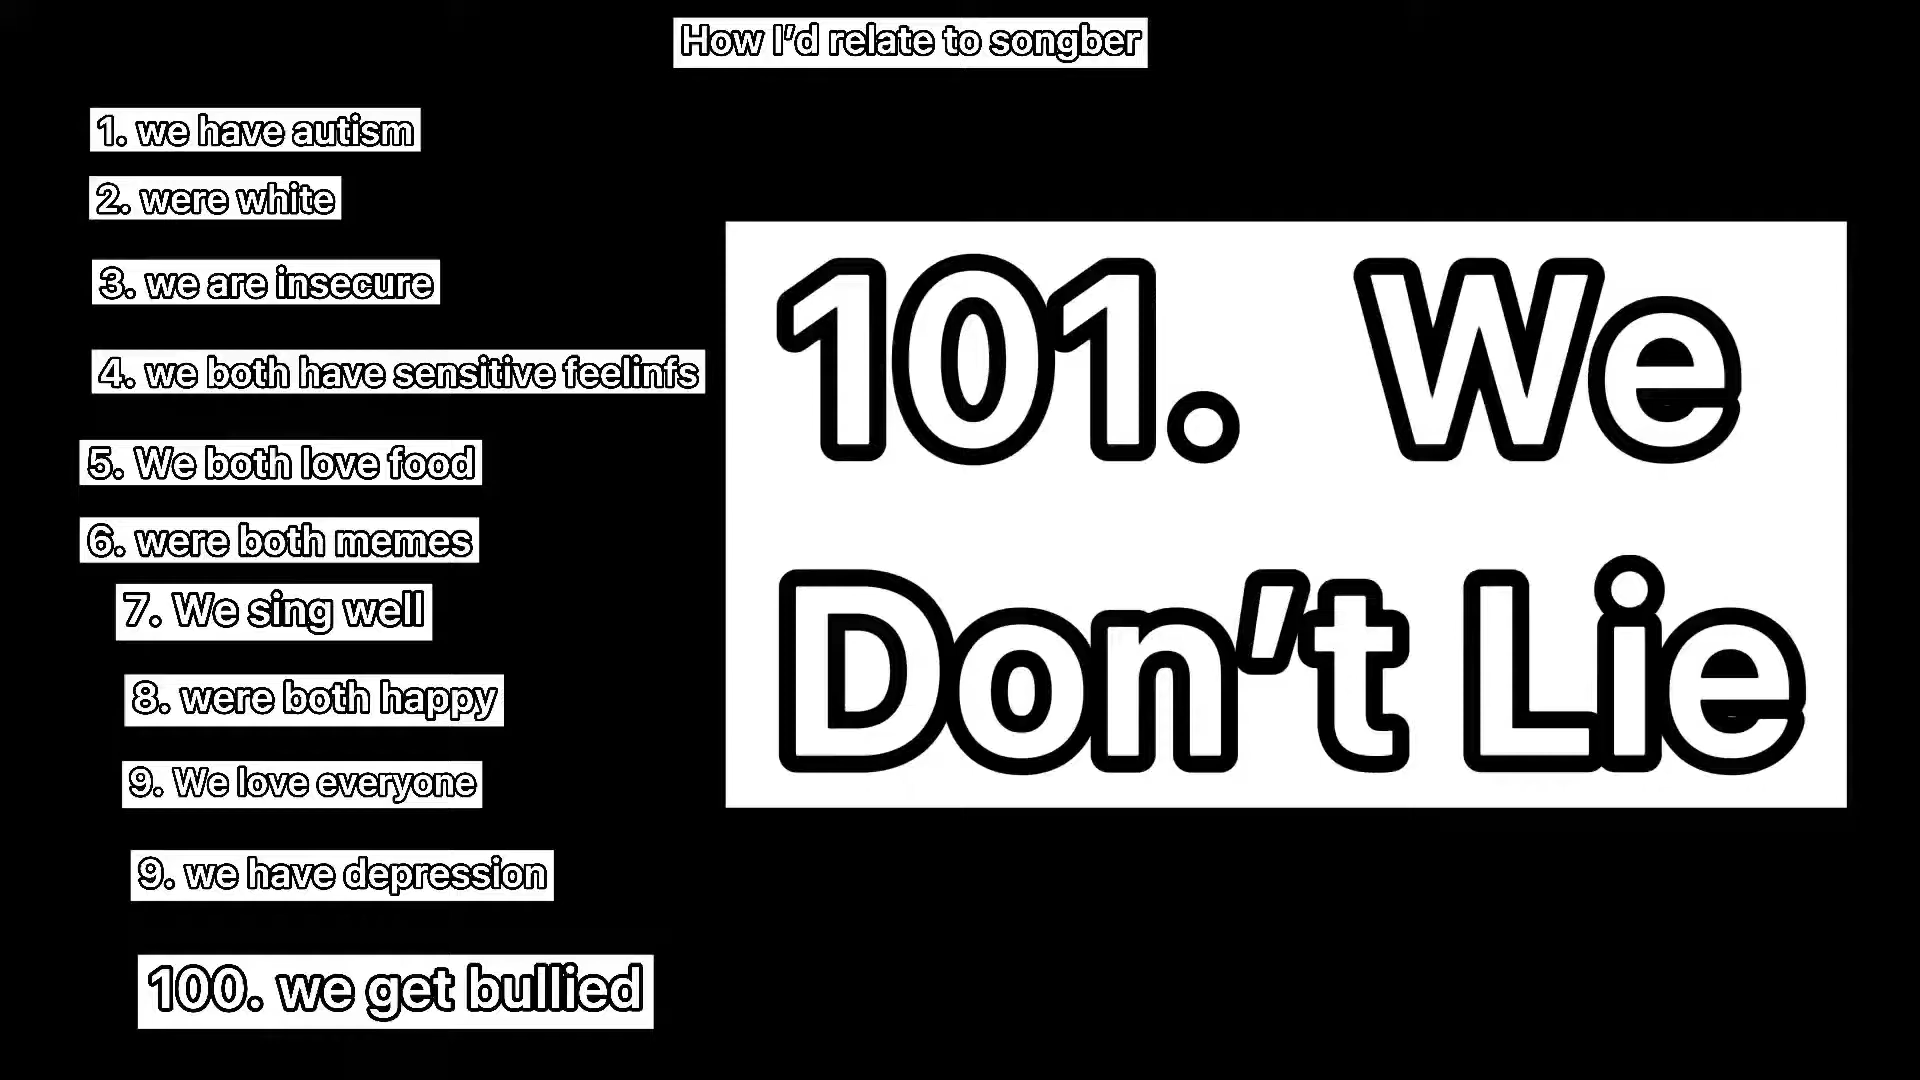 How I'd relate to songber
1. we have autism
2. were white
3. we are insecure
4. we both have sensitive feelinfs
5. We both love food
6. were both memes
7. We sing well
8. were both happy
9. We love everyone
9. we have depression
100. we get bullied
101. We
Don't Lie